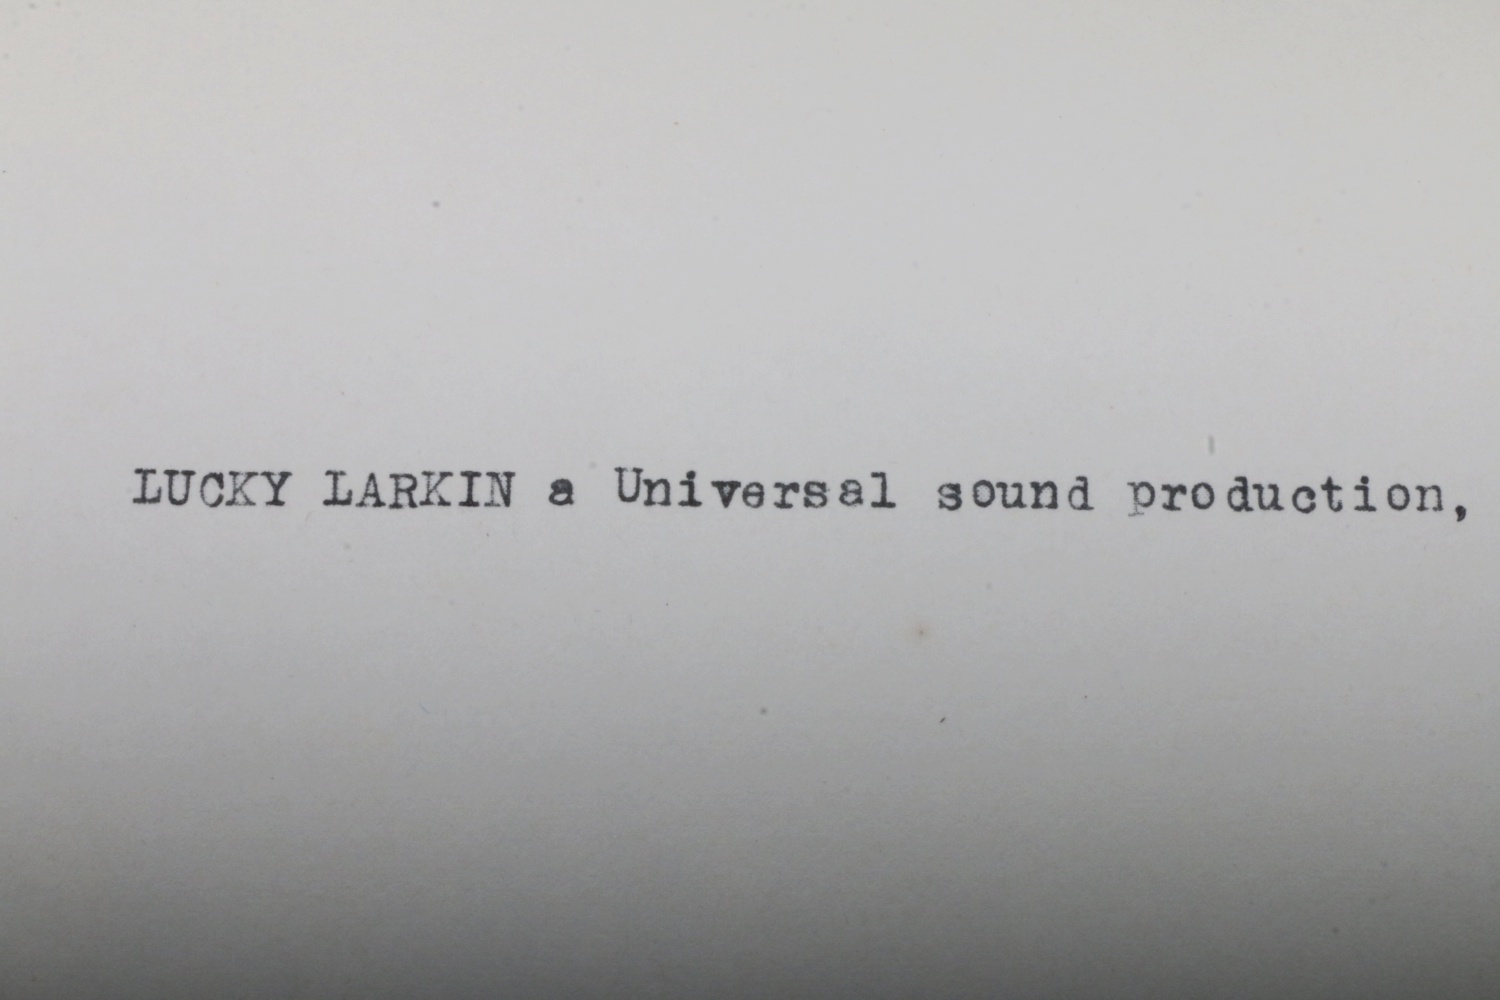 LUCKY LARKIN a Universal sound production,